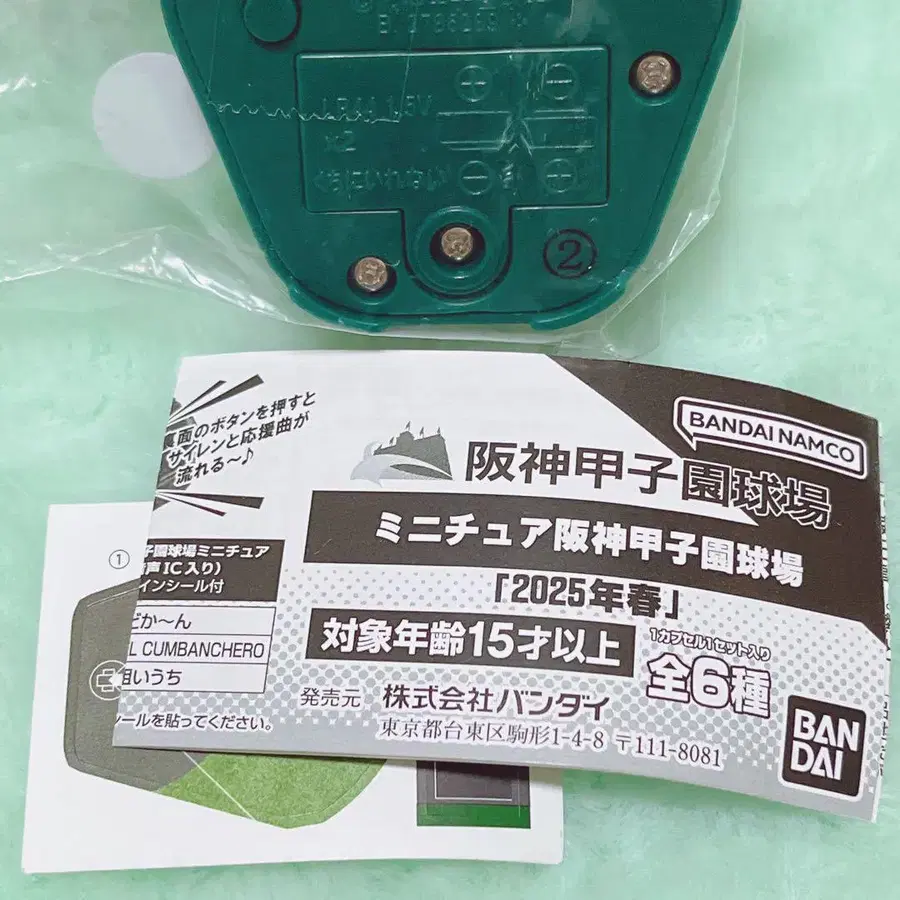 LR44 1.5V
x2
②
裏面のボタンを押すと
サイレンと応援曲が
流れる～♪
BANDAI NAMCO
阪神甲子園球場
ミニチュア阪神甲子園球場
「2025年春」
対象年齢15才以上
1カプセル1セット入り
全6種
発売元 株式会社バンダイ
東京都台東区駒形1-4-8 〒111-8081
BAN
DAI
①
子園球場ミニチュア
声IC入り）
インシール付
どか～ん
L CUMBANCHERO
狙いうち
シールを貼ってください。